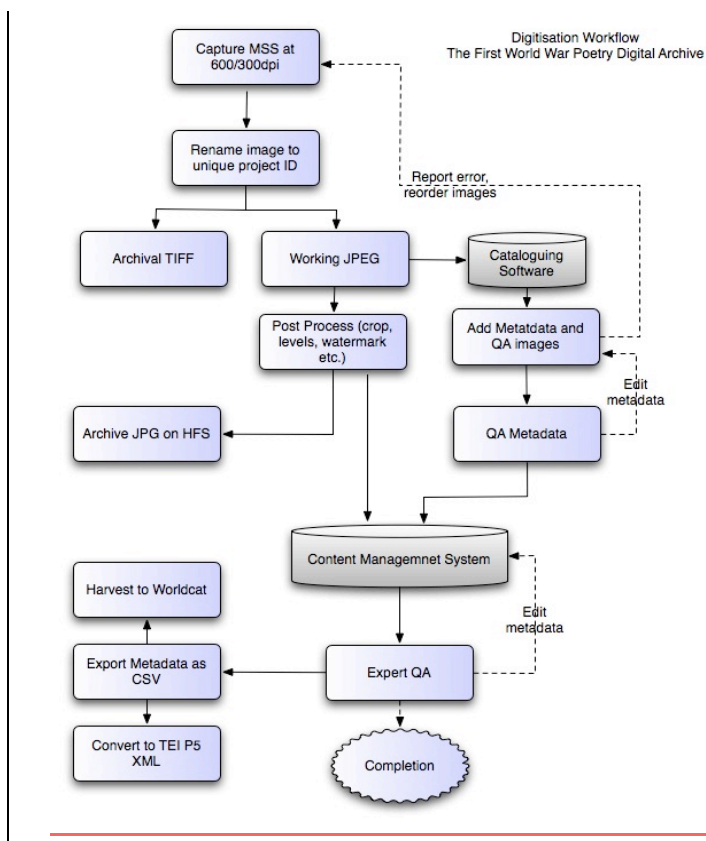 Digitisation Workflow
The First World War Poetry Digital Archive
Capture MSS at
600/300dpi
Rename image to
unique project ID
Report error,
reorder images
Archival TIFF
Working JPEG
Cataloguing
Software
Post Process (crop,
levels, watermark
etc.)
Add Metatdata and
QA images
Edit
metadata
Archive JPG on HFS
QA Metadata
Content Managemnet System
Harvest to Worldcat
Edit
metadata
Export Metadata as
CSV
Expert QA
Convert to TEI P5
XML
Completion